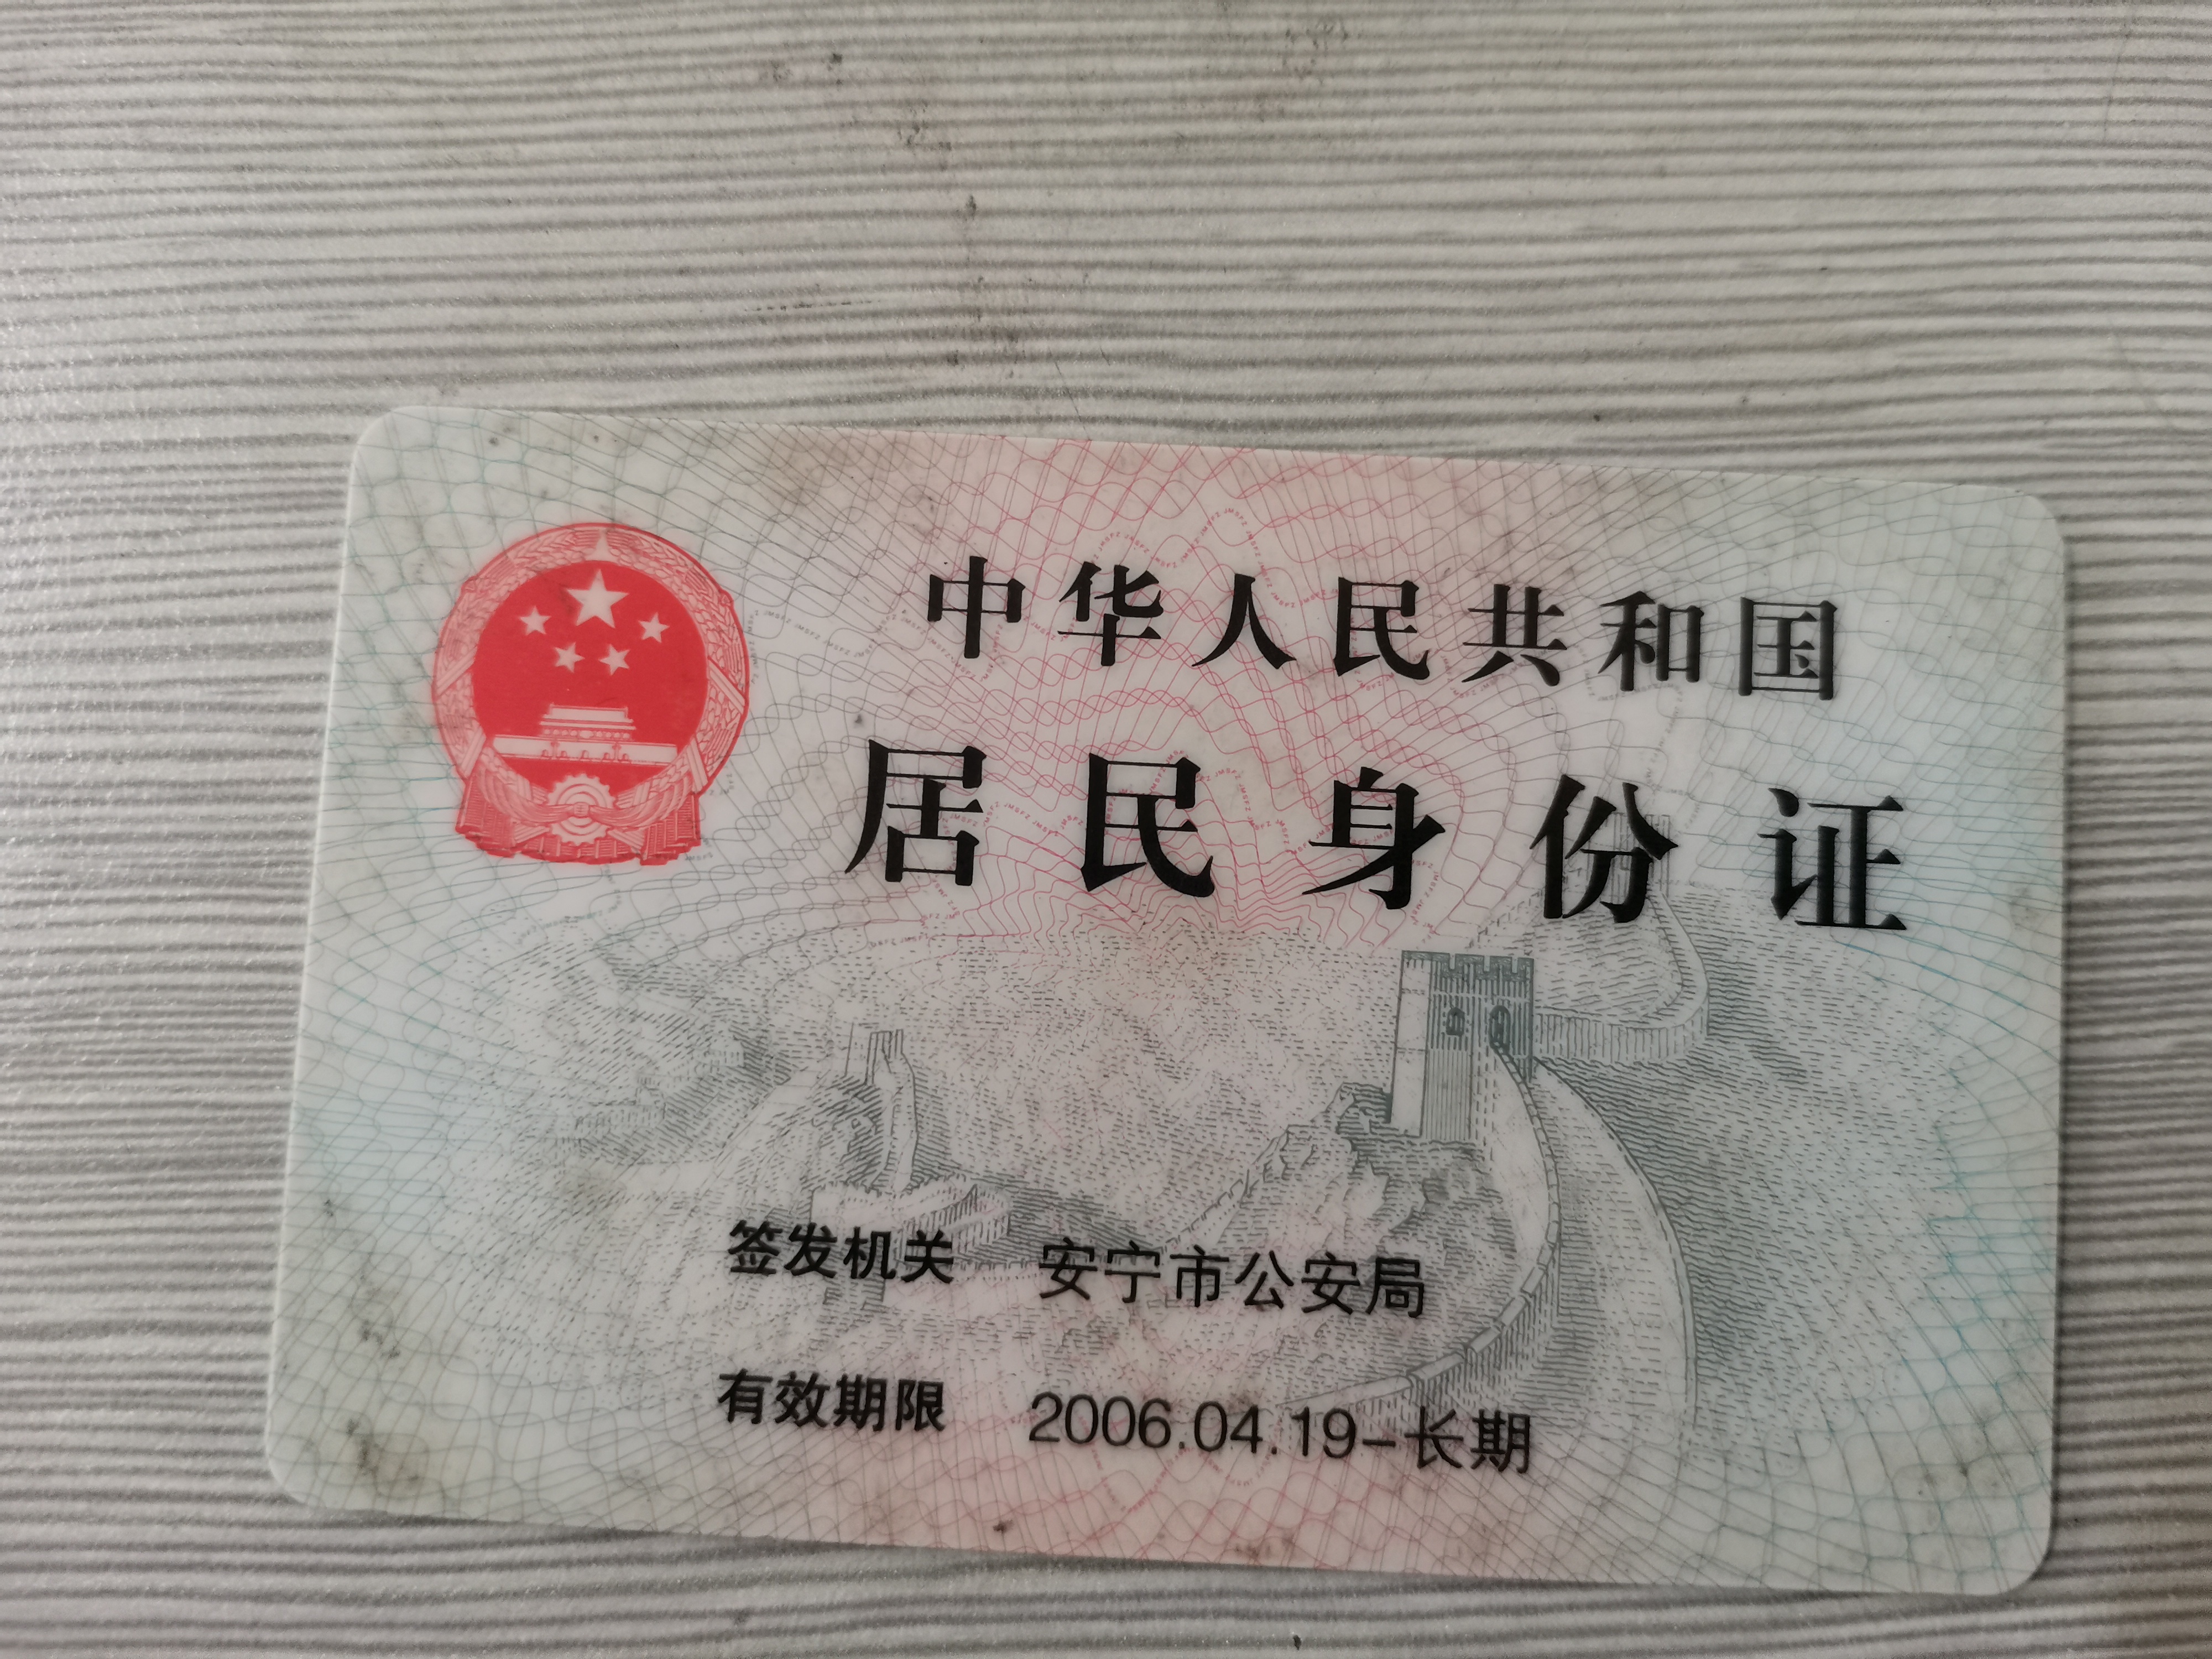 中华人民共和国
居民身份证
签发机关 安宁市公安局
有效期限 2006.04.19-长期